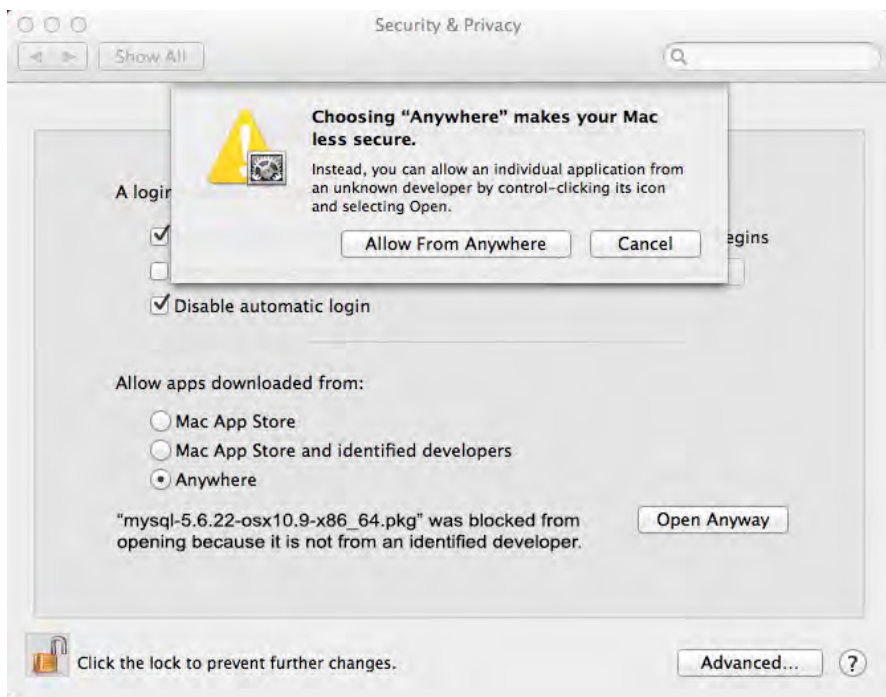 Security & Privacy
Show All
Choosing “Anywhere” makes your Mac
less secure.
Instead, you can allow an individual application from
an unknown developer by control-clicking its icon
and selecting Open.
Allow From Anywhere
Cancel
A login
egins
Disable automatic login
Allow apps downloaded from:
Mac App Store
Mac App Store and identified developers
Anywhere
“mysql-5.6.22-osx10.9-x86_64.pkg” was blocked from
opening because it is not from an identified developer.
Open Anyway
Click the lock to prevent further changes.
Advanced...
?